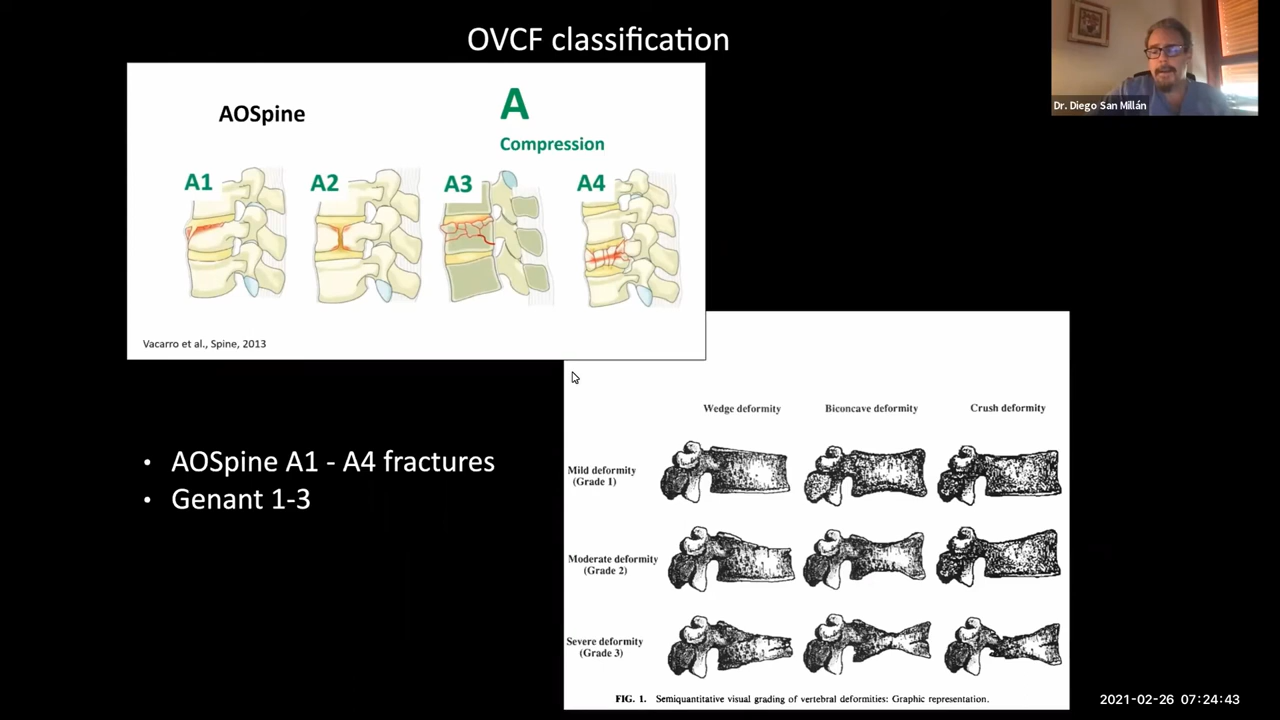 OVCF classification
Dr. Diego San Millán
AOSpine
A
Compression
A1
A2
A3
A4
Vacarro et al., Spine, 2013
• AOSpine A1 - A4 fractures
• Genant 1-3
Wedge deformity
Biconcave deformity
Crush deformity
Mild deformity
(Grade 1)
Moderate deformity
(Grade 2)
Severe deformity
(Grade 3)
FIG. 1. Semiquantitative visual grading of vertebral deformities: Graphic representation.
2021-02-26 07:24:43